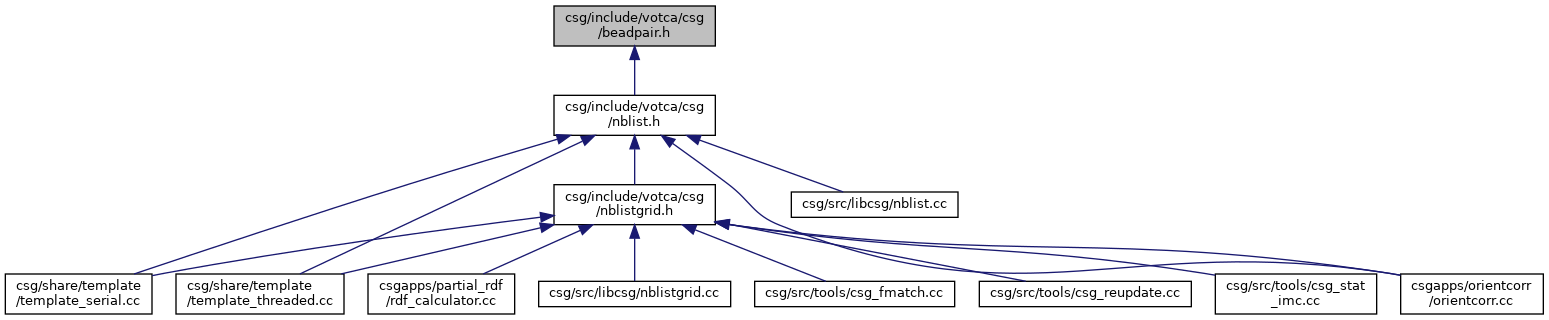 csg/include/votca/csg
/beadpair.h
csg/include/votca/csg
/nblist.h
csg/include/votca/csg
/nblistgrid.h
csg/src/libcsg/nblist.cc
csg/share/template
/template_serial.cc
csg/share/template
/template_threaded.cc
csgapps/partial_rdf
/rdf_calculator.cc
csg/src/libcsg/nblistgrid.cc
csg/src/tools/csg_fmatch.cc
csg/src/tools/csg_reupdate.cc
csg/src/tools/csg_stat
_imc.cc
csgapps/orientcorr
/orientcorr.cc